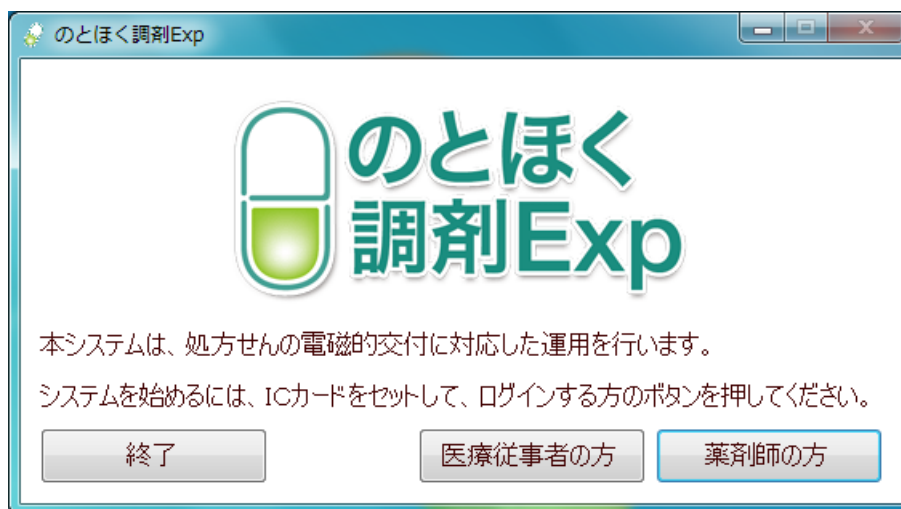 のとほく調剤Exp
のとほく
調剤Exp
本システムは、処方せんの電磁的交付に対応した運用を行います。
システムを始めるには、ICカードをセットして、ログインする方のボタンを押してください。
終了
医療従事者の方
薬剤師の方